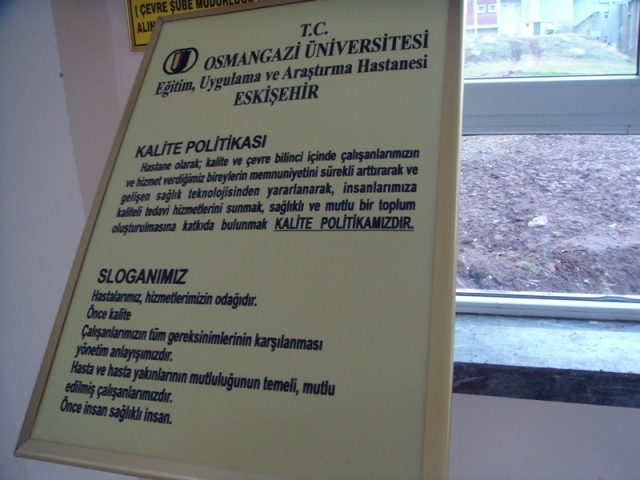 ( ÇEVRE ŞUBE MÜDÜRLÜĞÜ
T.C.
OSMANGAZİ ÜNİVERSİTESİ
Eğitim, Uygulama ve Araştırma Hastanesi
ESKİŞEHİR
KALİTE POLİTİKASI
Hastane olarak; kalite ve çevre bilinci içinde çalışanlarımızın
ve hizmet verdiğimiz bireylerin memnuniyetini sürekli arttırarak ve
gelişen sağlık teknolojisinden yararlanarak, insanlarımıza
kaliteli tedavi hizmetlerini sunmak, sağlıklı ve mutlu bir toplum
oluşturulmasına katkıda bulunmak KALİTE POLİTİKAMIZDIR.
SLOGANIMIZ
Hastalarımız, hizmetlerimizin odağıdır.
Önce kalite
Çalışanlarımızın tüm gereksinimlerinin karşılanması
yönetim anlayışımızdır.
Hasta ve hasta yakınlarının mutluluğunun temeli, mutlu
edilmiş çalışanlarımızdır.
Önce insan sağlıklı insan.